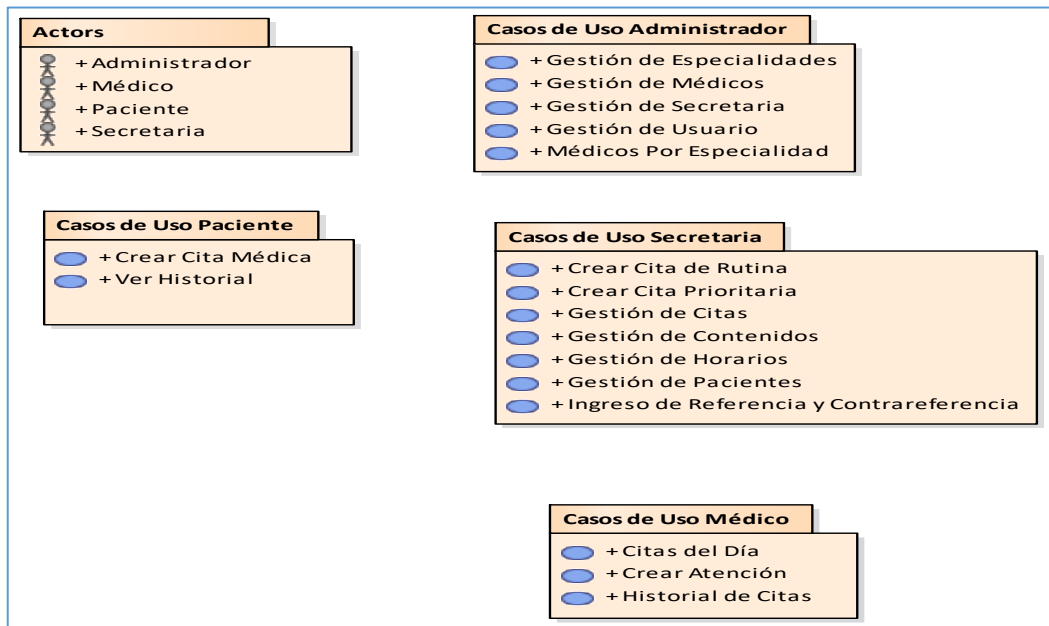 Actors
+Administrador
+Médico
+Paciente
+Secretaria
Casos de Uso Administrador
+Gestión de Especialidades
+Gestión de Médicos
+Gestión de Secretaria
+Gestión de Usuario
+Médicos Por Especialidad
Casos de Uso Paciente
+Crear Cita Médica
+Ver Historial
Casos de Uso Secretaria
+Crear Cita de Rutina
+Crear Cita Prioritaria
+Gestión de Citas
+Gestión de Contenidos
+Gestión de Horarios
+Gestión de Pacientes
+Ingreso de Referencia y Contrareferencia
Casos de Uso Médico
+Citas del Día
+Crear Atención
+Historial de Citas